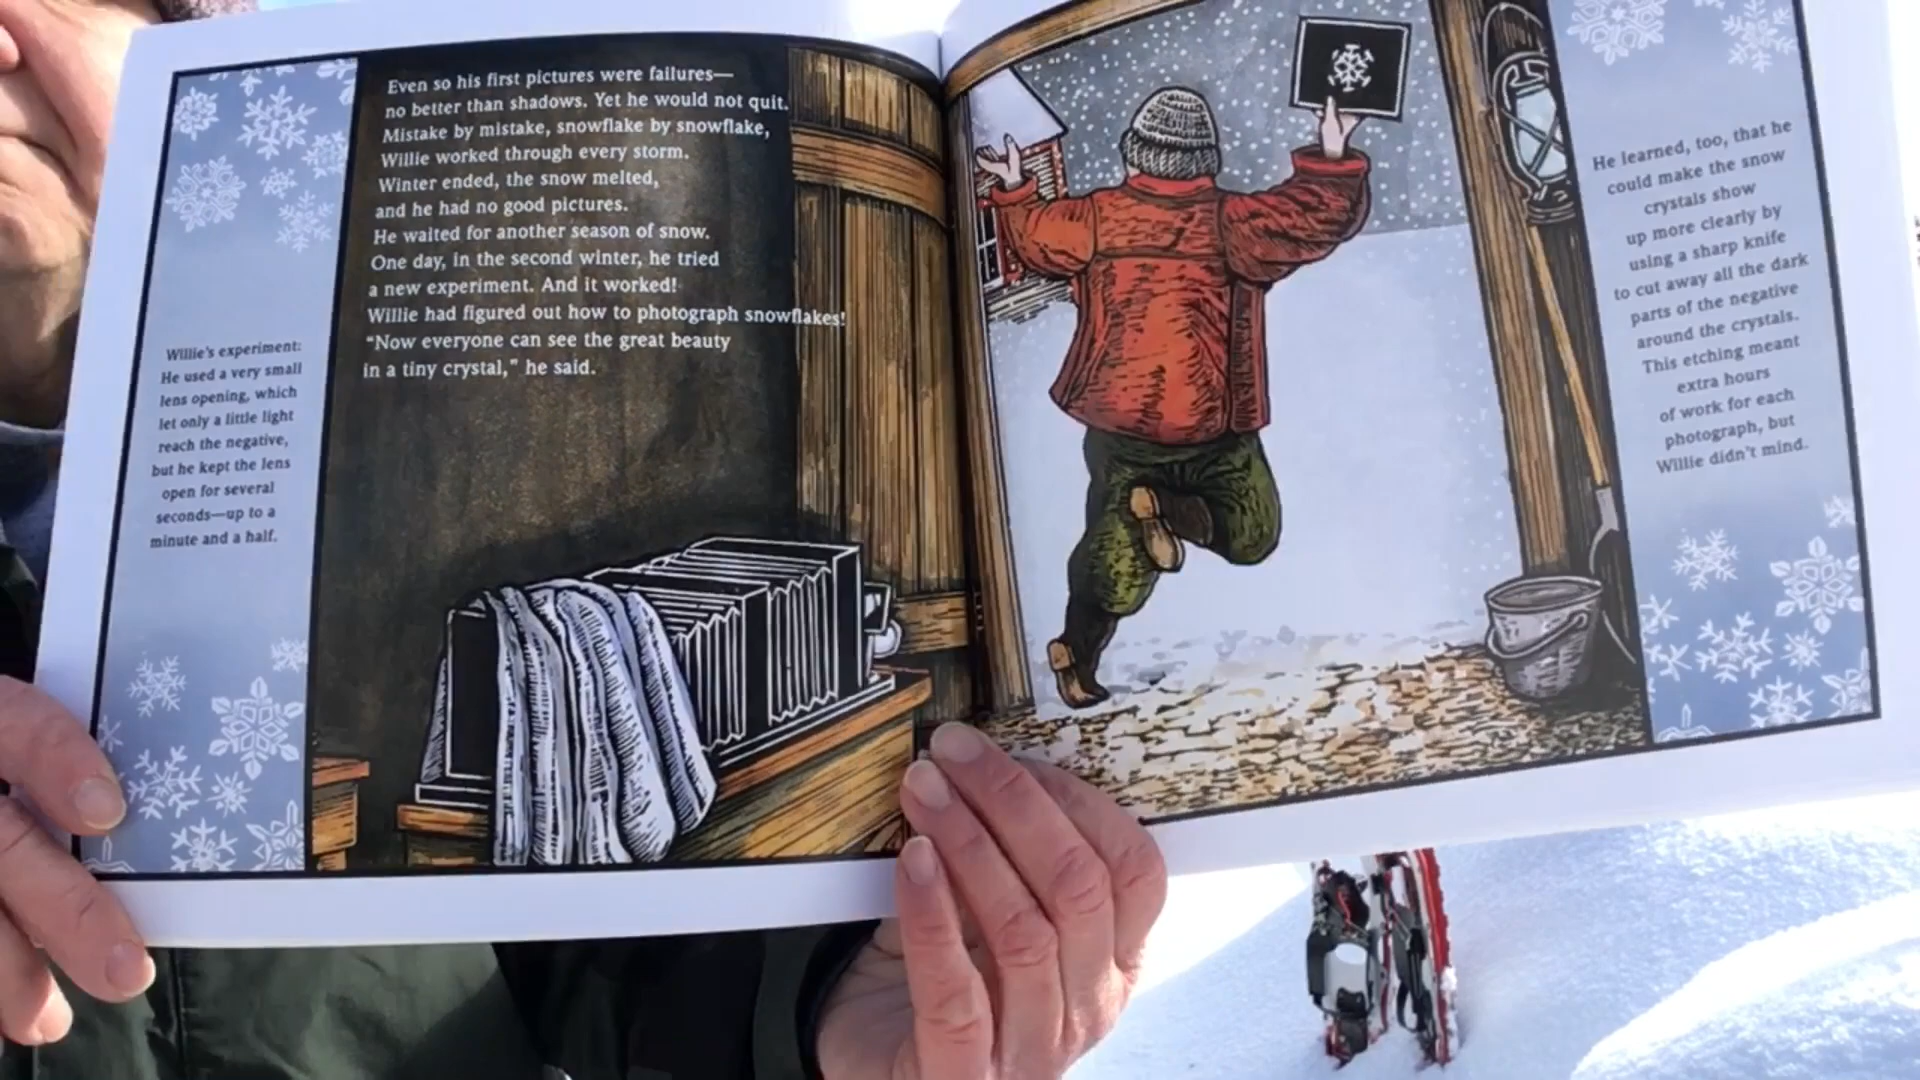 Even so his first pictures were failures—
no better than shadows. Yet he would not quit.
Mistake by mistake, snowflake by snowflake,
Willie worked through every storm.
Winter ended, the snow melted,
and he had no good pictures.
He waited for another season of snow.
One day, in the second winter, he tried
a new experiment. And it worked!
Willie had figured out how to photograph snowflakes!
“Now everyone can see the great beauty
in a tiny crystal,” he said.
Willie's experiment:
He used a very small
lens opening, which
let only a little light
reach the negative,
but he kept the lens
open for several
seconds—up to a
minute and a half.
He learned, too, that he
could make the snow
crystals show
up more clearly by
using a sharp knife
to cut away all the dark
parts of the negative
around the crystals.
This etching meant
extra hours
of work for each
photograph, but
Willie didn't mind.